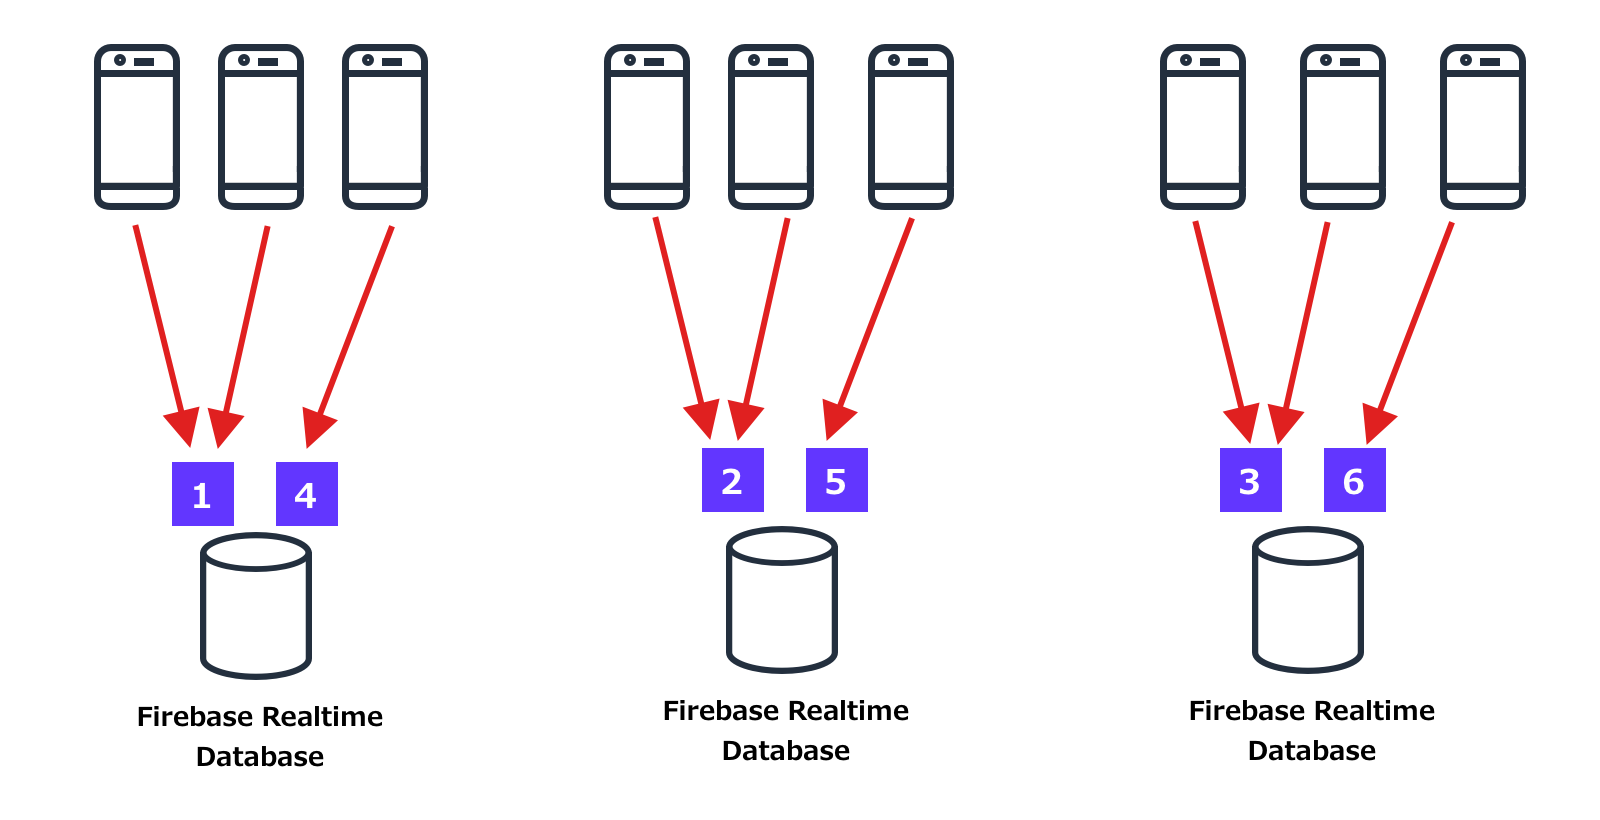 1
4
2
5
3
6
Firebase Realtime
Database
Firebase Realtime
Database
Firebase Realtime
Database